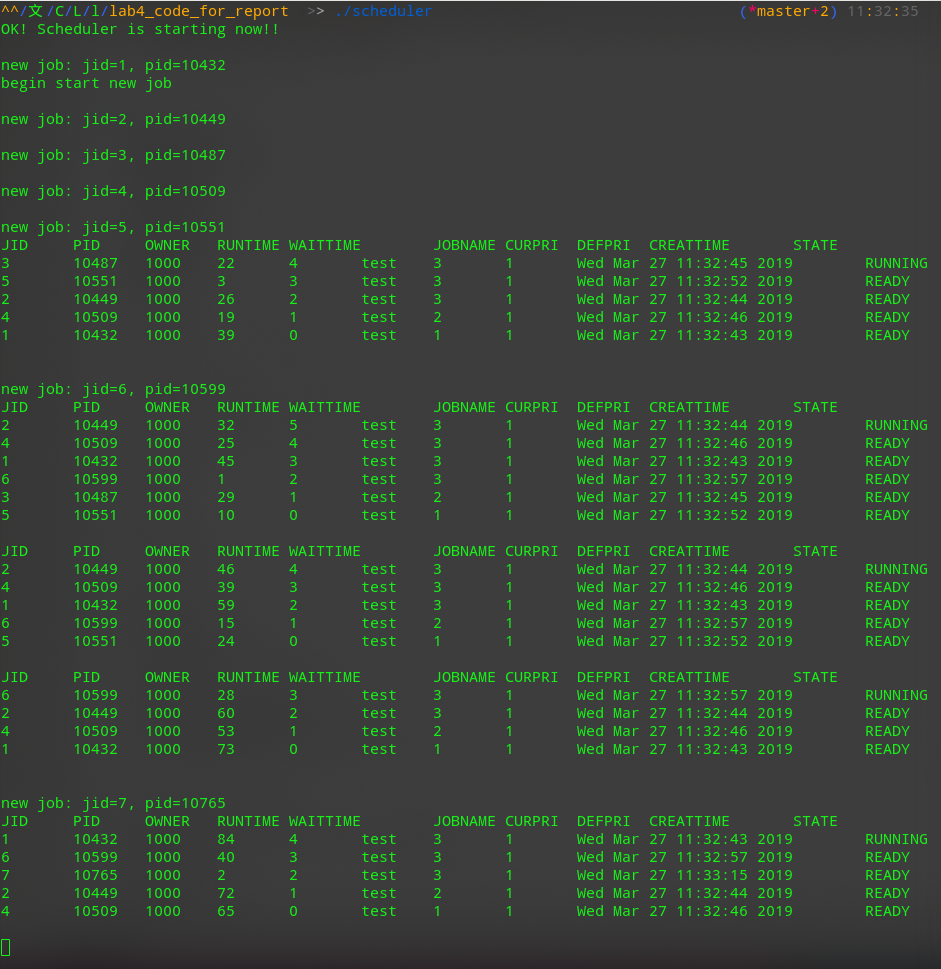 ^^/文/C/L/l/lab4_code_for_report >> ./scheduler (*master+2) 11:32:35
OK! Scheduler is starting now!!
new job: jid=1, pid=10432
begin start new job
new job: jid=2, pid=10449
new job: jid=3, pid=10487
new job: jid=4, pid=10509
new job: jid=5, pid=10551
JID PID OWNER RUNTIME WAITTIME JOBNAME CURPRI DEFPRI CREATTIME STATE
3 10487 1000 22 4 test 3 1 Wed Mar 27 11:32:45 2019 RUNNING
5 10551 1000 3 3 test 3 1 Wed Mar 27 11:32:52 2019 READY
2 10449 1000 26 2 test 3 1 Wed Mar 27 11:32:44 2019 READY
4 10509 1000 19 1 test 2 1 Wed Mar 27 11:32:46 2019 READY
1 10432 1000 39 0 test 1 1 Wed Mar 27 11:32:43 2019 READY
new job: jid=6, pid=10599
JID PID OWNER RUNTIME WAITTIME JOBNAME CURPRI DEFPRI CREATTIME STATE
2 10449 1000 32 5 test 3 1 Wed Mar 27 11:32:44 2019 RUNNING
4 10509 1000 25 4 test 3 1 Wed Mar 27 11:32:46 2019 READY
1 10432 1000 45 3 test 3 1 Wed Mar 27 11:32:43 2019 READY
6 10599 1000 1 2 test 3 1 Wed Mar 27 11:32:57 2019 READY
3 10487 1000 29 1 test 2 1 Wed Mar 27 11:32:45 2019 READY
5 10551 1000 10 0 test 1 1 Wed Mar 27 11:32:52 2019 READY
JID PID OWNER RUNTIME WAITTIME JOBNAME CURPRI DEFPRI CREATTIME STATE
2 10449 1000 46 4 test 3 1 Wed Mar 27 11:32:44 2019 RUNNING
4 10509 1000 39 3 test 3 1 Wed Mar 27 11:32:46 2019 READY
1 10432 1000 59 2 test 3 1 Wed Mar 27 11:32:43 2019 READY
6 10599 1000 15 1 test 2 1 Wed Mar 27 11:32:57 2019 READY
5 10551 1000 24 0 test 1 1 Wed Mar 27 11:32:52 2019 READY
JID PID OWNER RUNTIME WAITTIME JOBNAME CURPRI DEFPRI CREATTIME STATE
6 10599 1000 28 3 test 3 1 Wed Mar 27 11:32:57 2019 RUNNING
2 10449 1000 60 2 test 3 1 Wed Mar 27 11:32:44 2019 READY
4 10509 1000 53 1 test 2 1 Wed Mar 27 11:32:46 2019 READY
1 10432 1000 73 0 test 1 1 Wed Mar 27 11:32:43 2019 READY
new job: jid=7, pid=10765
JID PID OWNER RUNTIME WAITTIME JOBNAME CURPRI DEFPRI CREATTIME STATE
1 10432 1000 84 4 test 3 1 Wed Mar 27 11:32:43 2019 RUNNING
6 10599 1000 40 3 test 3 1 Wed Mar 27 11:32:57 2019 READY
7 10765 1000 2 2 test 3 1 Wed Mar 27 11:33:15 2019 READY
2 10449 1000 72 1 test 2 1 Wed Mar 27 11:32:44 2019 READY
4 10509 1000 65 0 test 1 1 Wed Mar 27 11:32:46 2019 READY